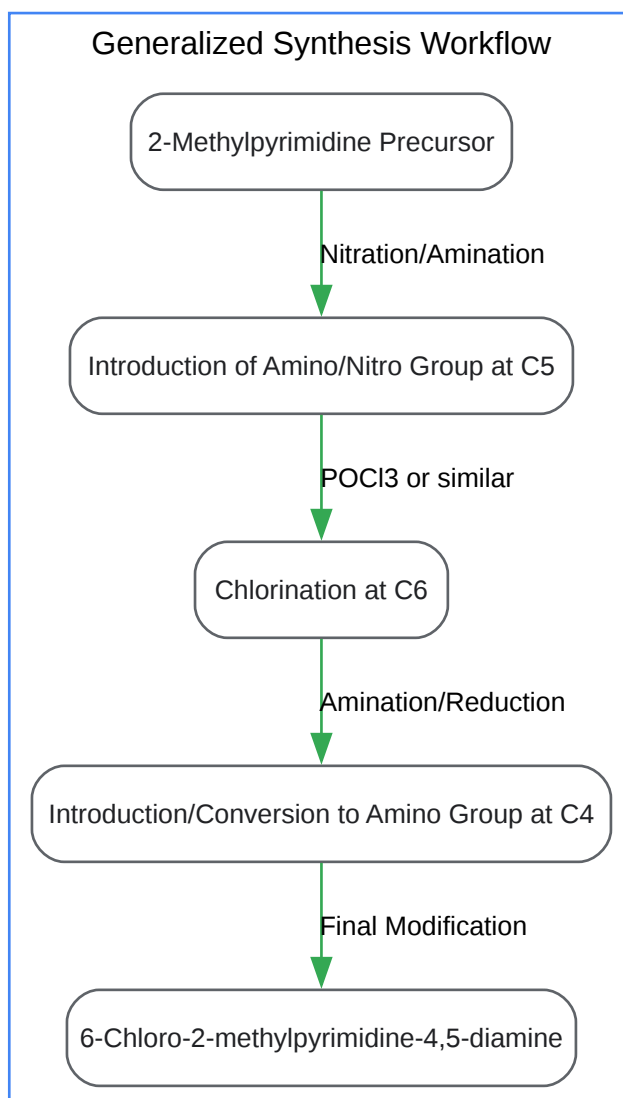 Generalized Synthesis Workflow
2-Methylpyrimidine Precursor
Nitration/Amination
Introduction of Amino/Nitro Group at C5
POCl3 or similar
Chlorination at C6
Amination/Reduction
Introduction/Conversion to Amino Group at C4
Final Modification
6-Chloro-2-methylpyrimidine-4,5-diamine